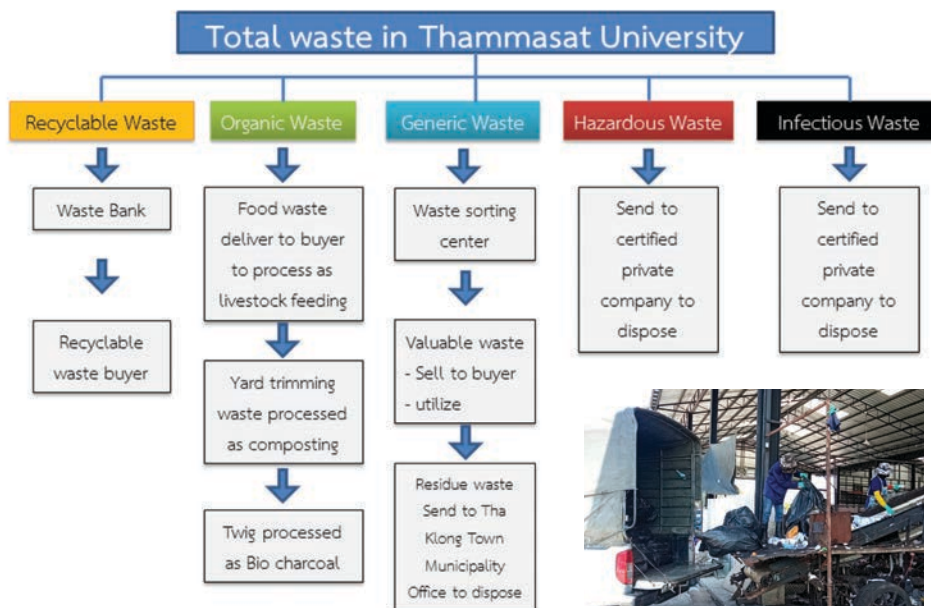 Total waste in Thammasat University
Recyclable Waste
Waste Bank
Recyclable
waste buyer
Organic Waste
Food waste
deliver to buyer
to process as
livestock feeding
Yard trimming
waste processed
as composting
Twig processed
as Bio charcoal
Generic Waste
Waste sorting
center
Valuable waste
- Sell to buyer
- utilize
Residue waste
Send to Tha
Klong Town
Municipality
Office to dispose
Hazardous Waste
Send to
certified
private
company to
dispose
Infectious Waste
Send to
certified
private
company to
dispose